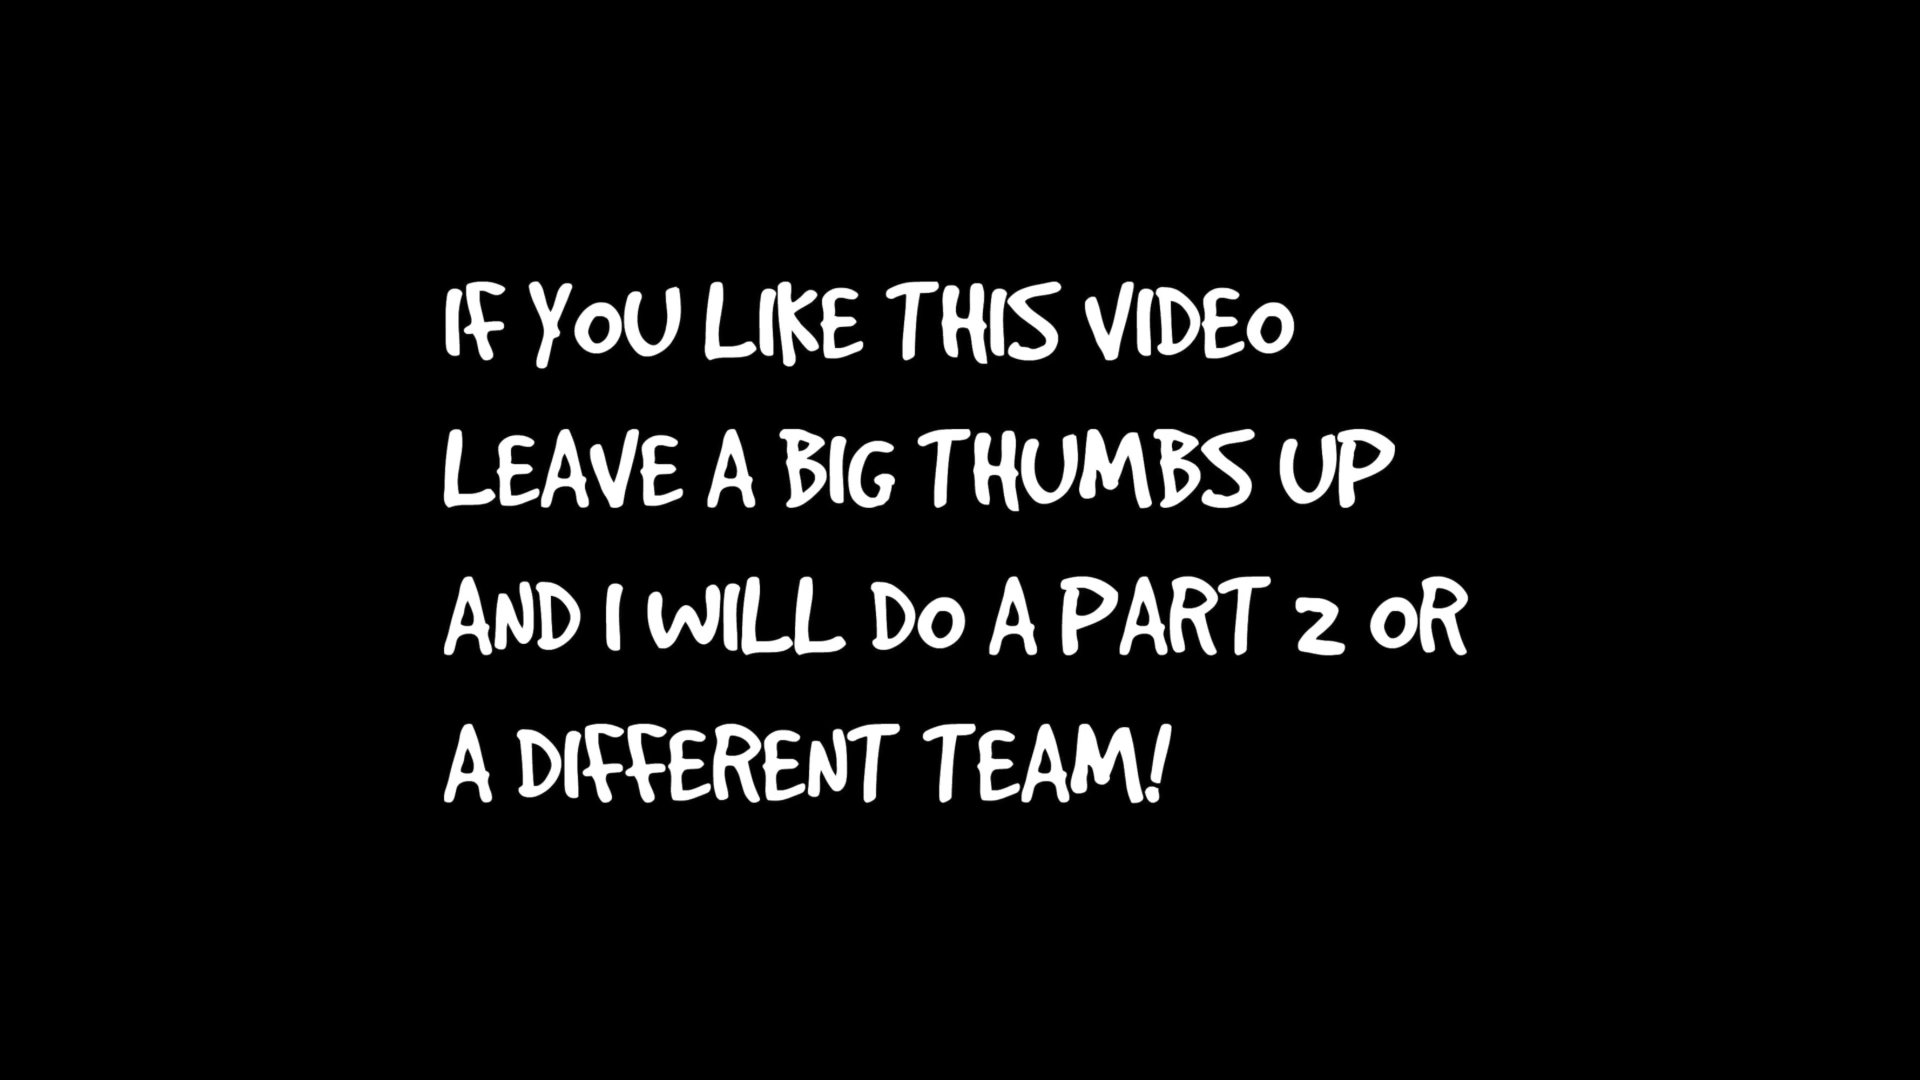 IF YOU LIKE THIS VIDEO
LEAVE A BIG THUMBS UP
AND I WILL DO A PART 2 OR
A DIFFERENT TEAM!